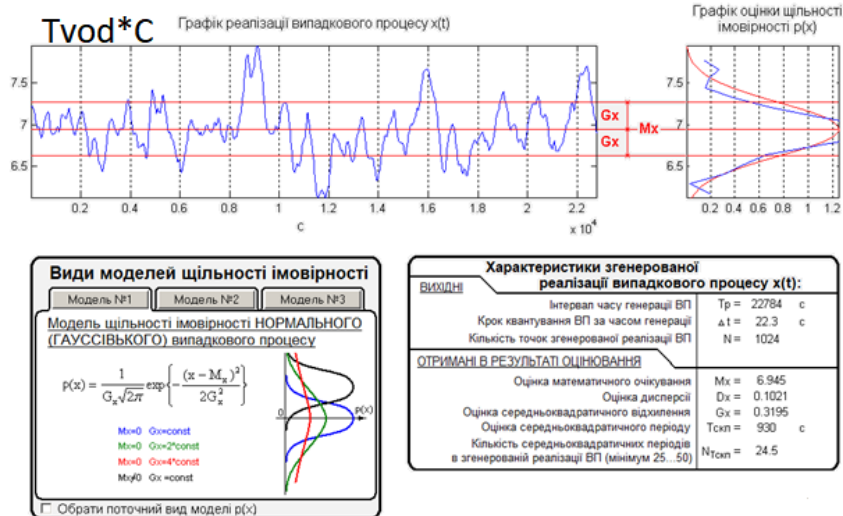 Tvod*C
Графік реалізації випадкового процесу x(t)
Графік оцінки щільності
імовірності p(x)
7.5
7
6.5
Gx
Mx
Gx
0.2 0.4 0.6 0.8 1 1.2 1.4 1.6 1.8 2 2.2
c
x 10^4
7.5
7
6.5
0.2 0.4 0.6 0.8 1 1.2
Види моделей щільності імовірності
Модель №1 Модель №2 Модель №3
Модель щільності імовірності НОРМАЛЬНОГО
(ГАУССІВЬКОГО) випадкового процесу
p(x) = 1/(G_x√2π) exp{-(x − M_x)²/(2G_x²)}
0 p(x)
Mx=0 Gx=const
Mx=0 Gx=2*const
Mx=0 Gx=4*const
Mx≠0 Gx =const
Обрати поточний вид моделі p(x)
Характеристики згенерованої
реалізації випадкового процесу x(t):
ВИХІДНІ
Інтервал часу генерації ВП Tp = 22784 с
Крок квантування ВП за часом генерації Δt = 22.3 с
Кількість точок згенерованої реалізації ВП N = 1024
ОТРИМАНІ В РЕЗУЛЬТАТІ ОЦІНЮВАННЯ
Оцінка математичного очікування Mx = 6.945
Оцінка дисперсії Dx = 0.1021
Оцінка середньоквадратичного відхилення Gx = 0.3195
Оцінка середньоквадратичного періоду Tскп = 930 с
Кількість середньоквадратичних періодів
в згенерованій реалізації ВП (мінімум 25...50) NTскп = 24.5